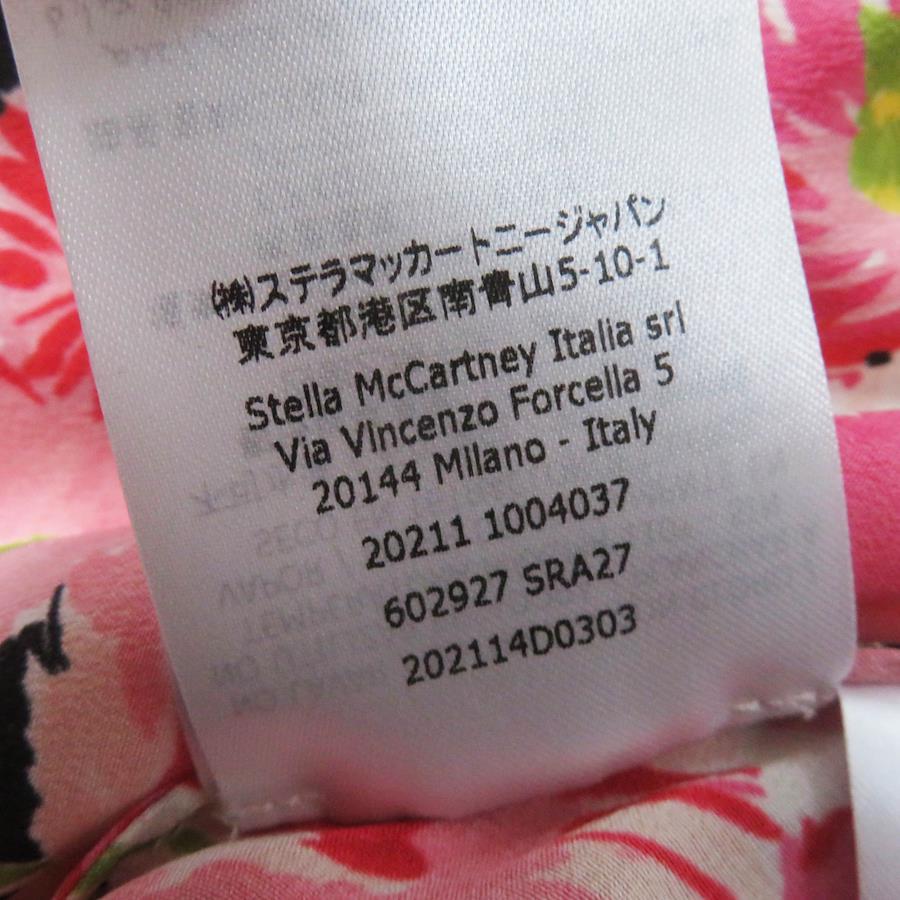 ㈱ステラマッカートニージャパン
東京都港区南青山5-10-1
Stella McCartney Italia srl
Via Vincenzo Forcella 5
20144 Milano - Italy
20211 1004037
602927 SRA27
202114D0303